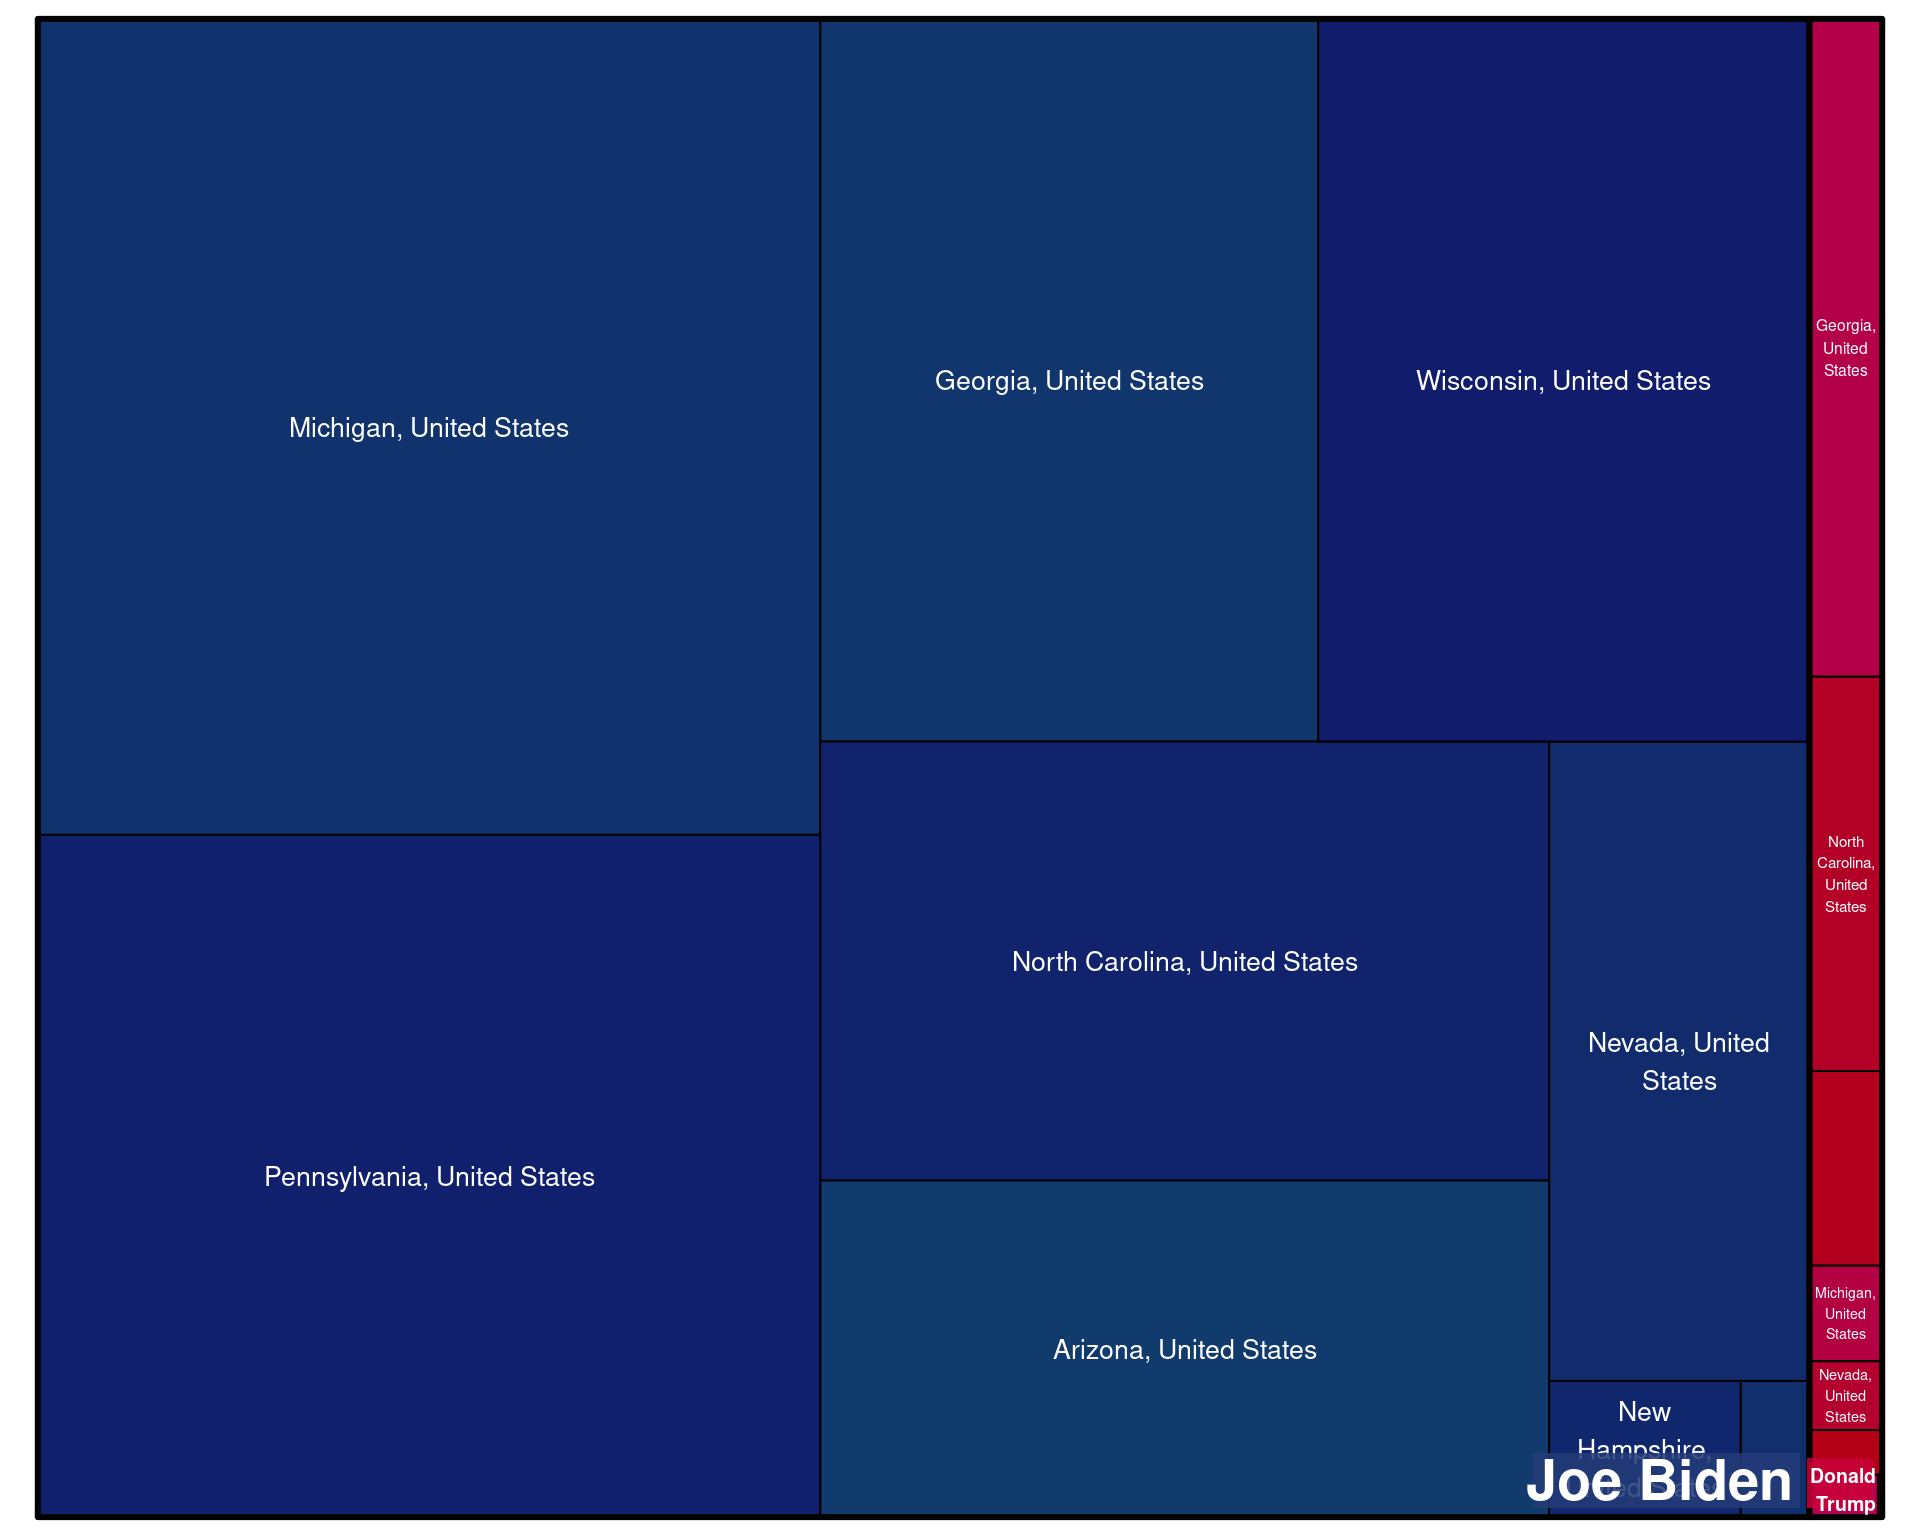 Michigan, United States
Georgia, United States
Wisconsin, United States
Georgia,
United
States
Pennsylvania, United States
North Carolina, United States
Nevada, United
States
North
Carolina,
United
States
Arizona, United States
Michigan,
United
States
Nevada,
United
States
New
Hampshire,
Joe Biden
Donald
Trump